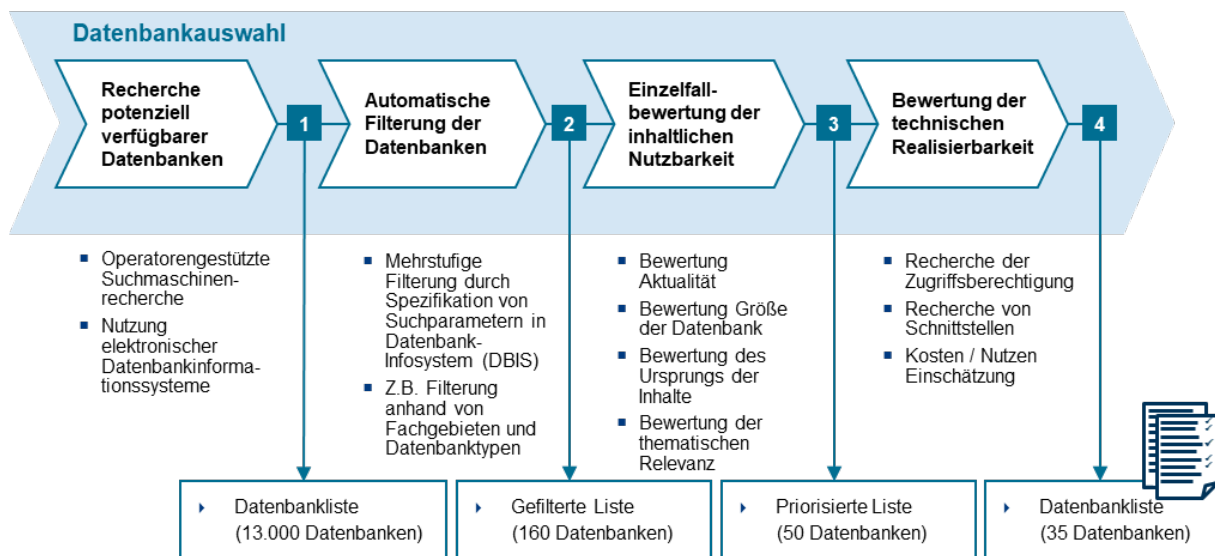 Datenbankauswahl
Recherche
potenziell
verfügbarer
Datenbanken
1
Automatische
Filterung der
Datenbanken
2
Einzelfall-
bewertung der
inhaltlichen
Nutzbarkeit
3
Bewertung der
technischen
Realisierbarkeit
4
Operatorengestützte
Suchmaschinen-
recherche
Nutzung
elektronischer
Datenbankinforma-
tionssysteme
Mehrstufige
Filterung durch
Spezifikation von
Suchparametern in
Datenbank-
Infosystem (DBIS)
Z.B. Filterung
anhand von
Fachgebieten und
Datenbanktypen
Bewertung
Aktualität
Bewertung Größe
der Datenbank
Bewertung des
Ursprungs der
Inhalte
Bewertung der
thematischen
Relevanz
Recherche der
Zugriffsberechtigung
Recherche von
Schnittstellen
Kosten / Nutzen
Einschätzung
Datenbankliste
(13.000 Datenbanken)
Gefilterte Liste
(160 Datenbanken)
Priorisierte Liste
(50 Datenbanken)
Datenbankliste
(35 Datenbanken)